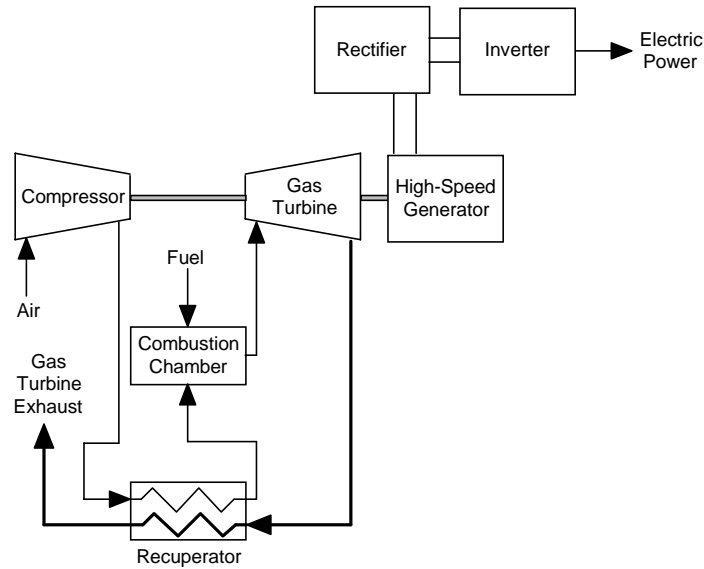 Rectifier
Inverter
Electric
Power
Compressor
Gas
Turbine
High-Speed
Generator
Air
Fuel
Combustion
Chamber
Gas
Turbine
Exhaust
Recuperator